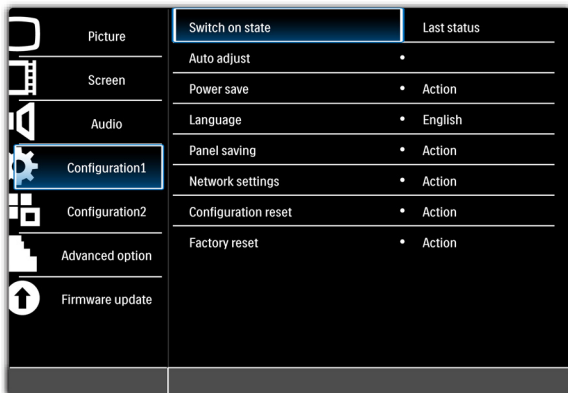 Picture
Screen
Audio
Configuration1
Configuration2
Advanced option
Firmware update
Switch on state Last status
Auto adjust •
Power save • Action
Language • English
Panel saving • Action
Network settings • Action
Configuration reset • Action
Factory reset • Action